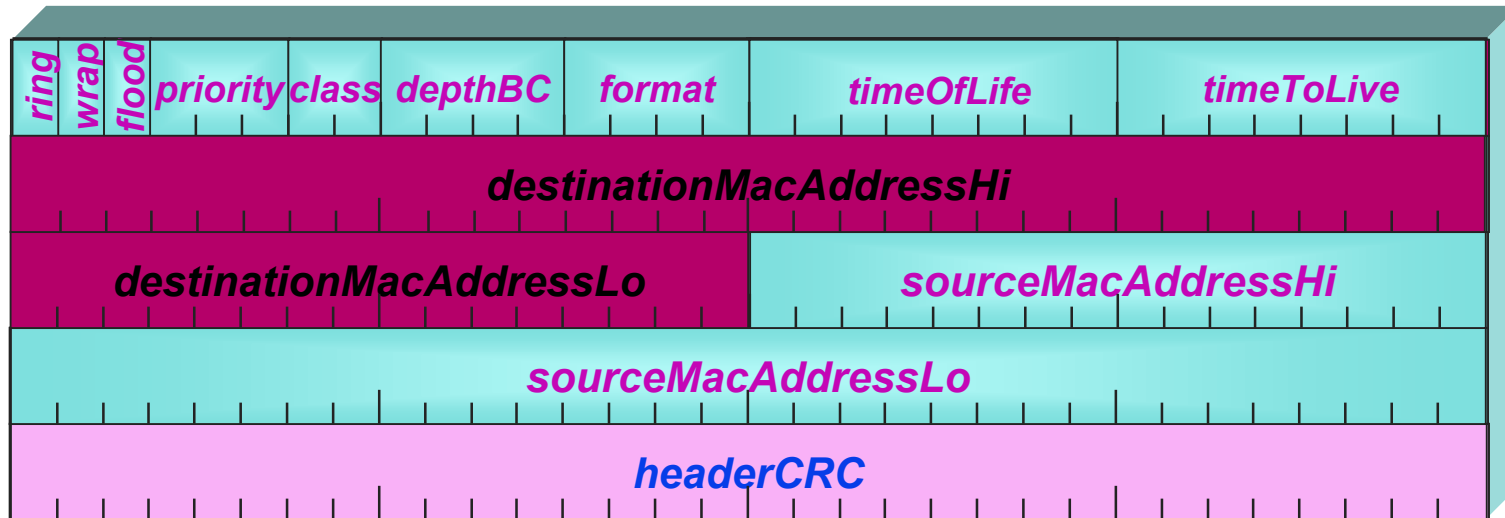 ring wrap flood priority class depthBC format timeOfLife timeToLive
destinationMacAddressHi
destinationMacAddressLo sourceMacAddressHi
sourceMacAddressLo
headerCRC